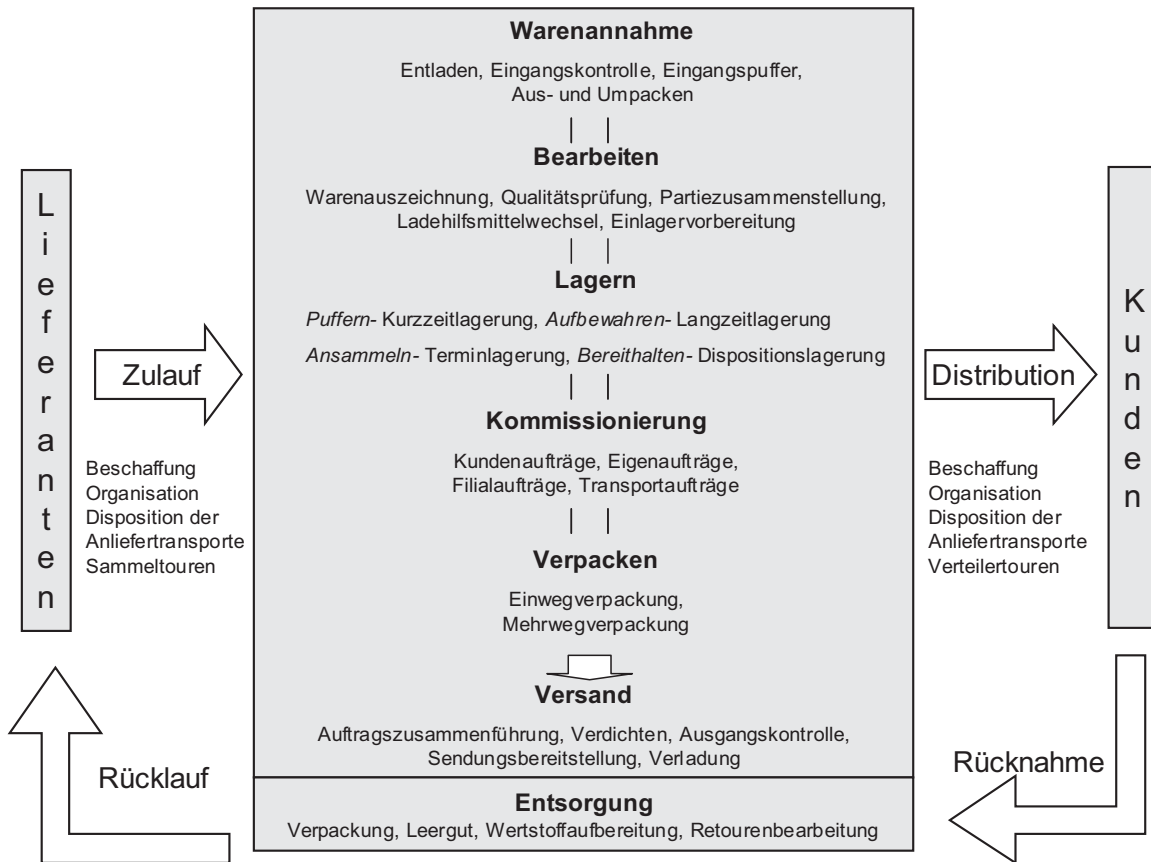 Warenannahme
Entladen, Eingangskontrolle, Eingangspuffer,
Aus- und Umpacken
Bearbeiten
Warenauszeichnung, Qualitätsprüfung, Partiezusammenstellung,
Ladehilfsmittelwechsel, Einlagervorbereitung
Lagern
Puffern- Kurzzeitlagerung, Aufbewahren- Langzeitlagerung
Ansammeln- Terminlagerung, Bereithalten- Dispositionslagerung
Kommissionierung
Kundenaufträge, Eigenaufträge,
Filialaufträge, Transportaufträge
Verpacken
Einwegverpackung,
Mehrwegverpackung
Versand
Auftragszusammenführung, Verdichten, Ausgangskontrolle,
Sendungsbereitstellung, Verladung
Entsorgung
Verpackung, Leergut, Wertstoffaufbereitung, Retourenbearbeitung
Lieferanten
Zulauf
Beschaffung
Organisation
Disposition der
Anliefertransporte
Sammeltouren
Rücklauf
Distribution
Beschaffung
Organisation
Disposition der
Anliefertransporte
Verteilertouren
Kunden
Rücknahme